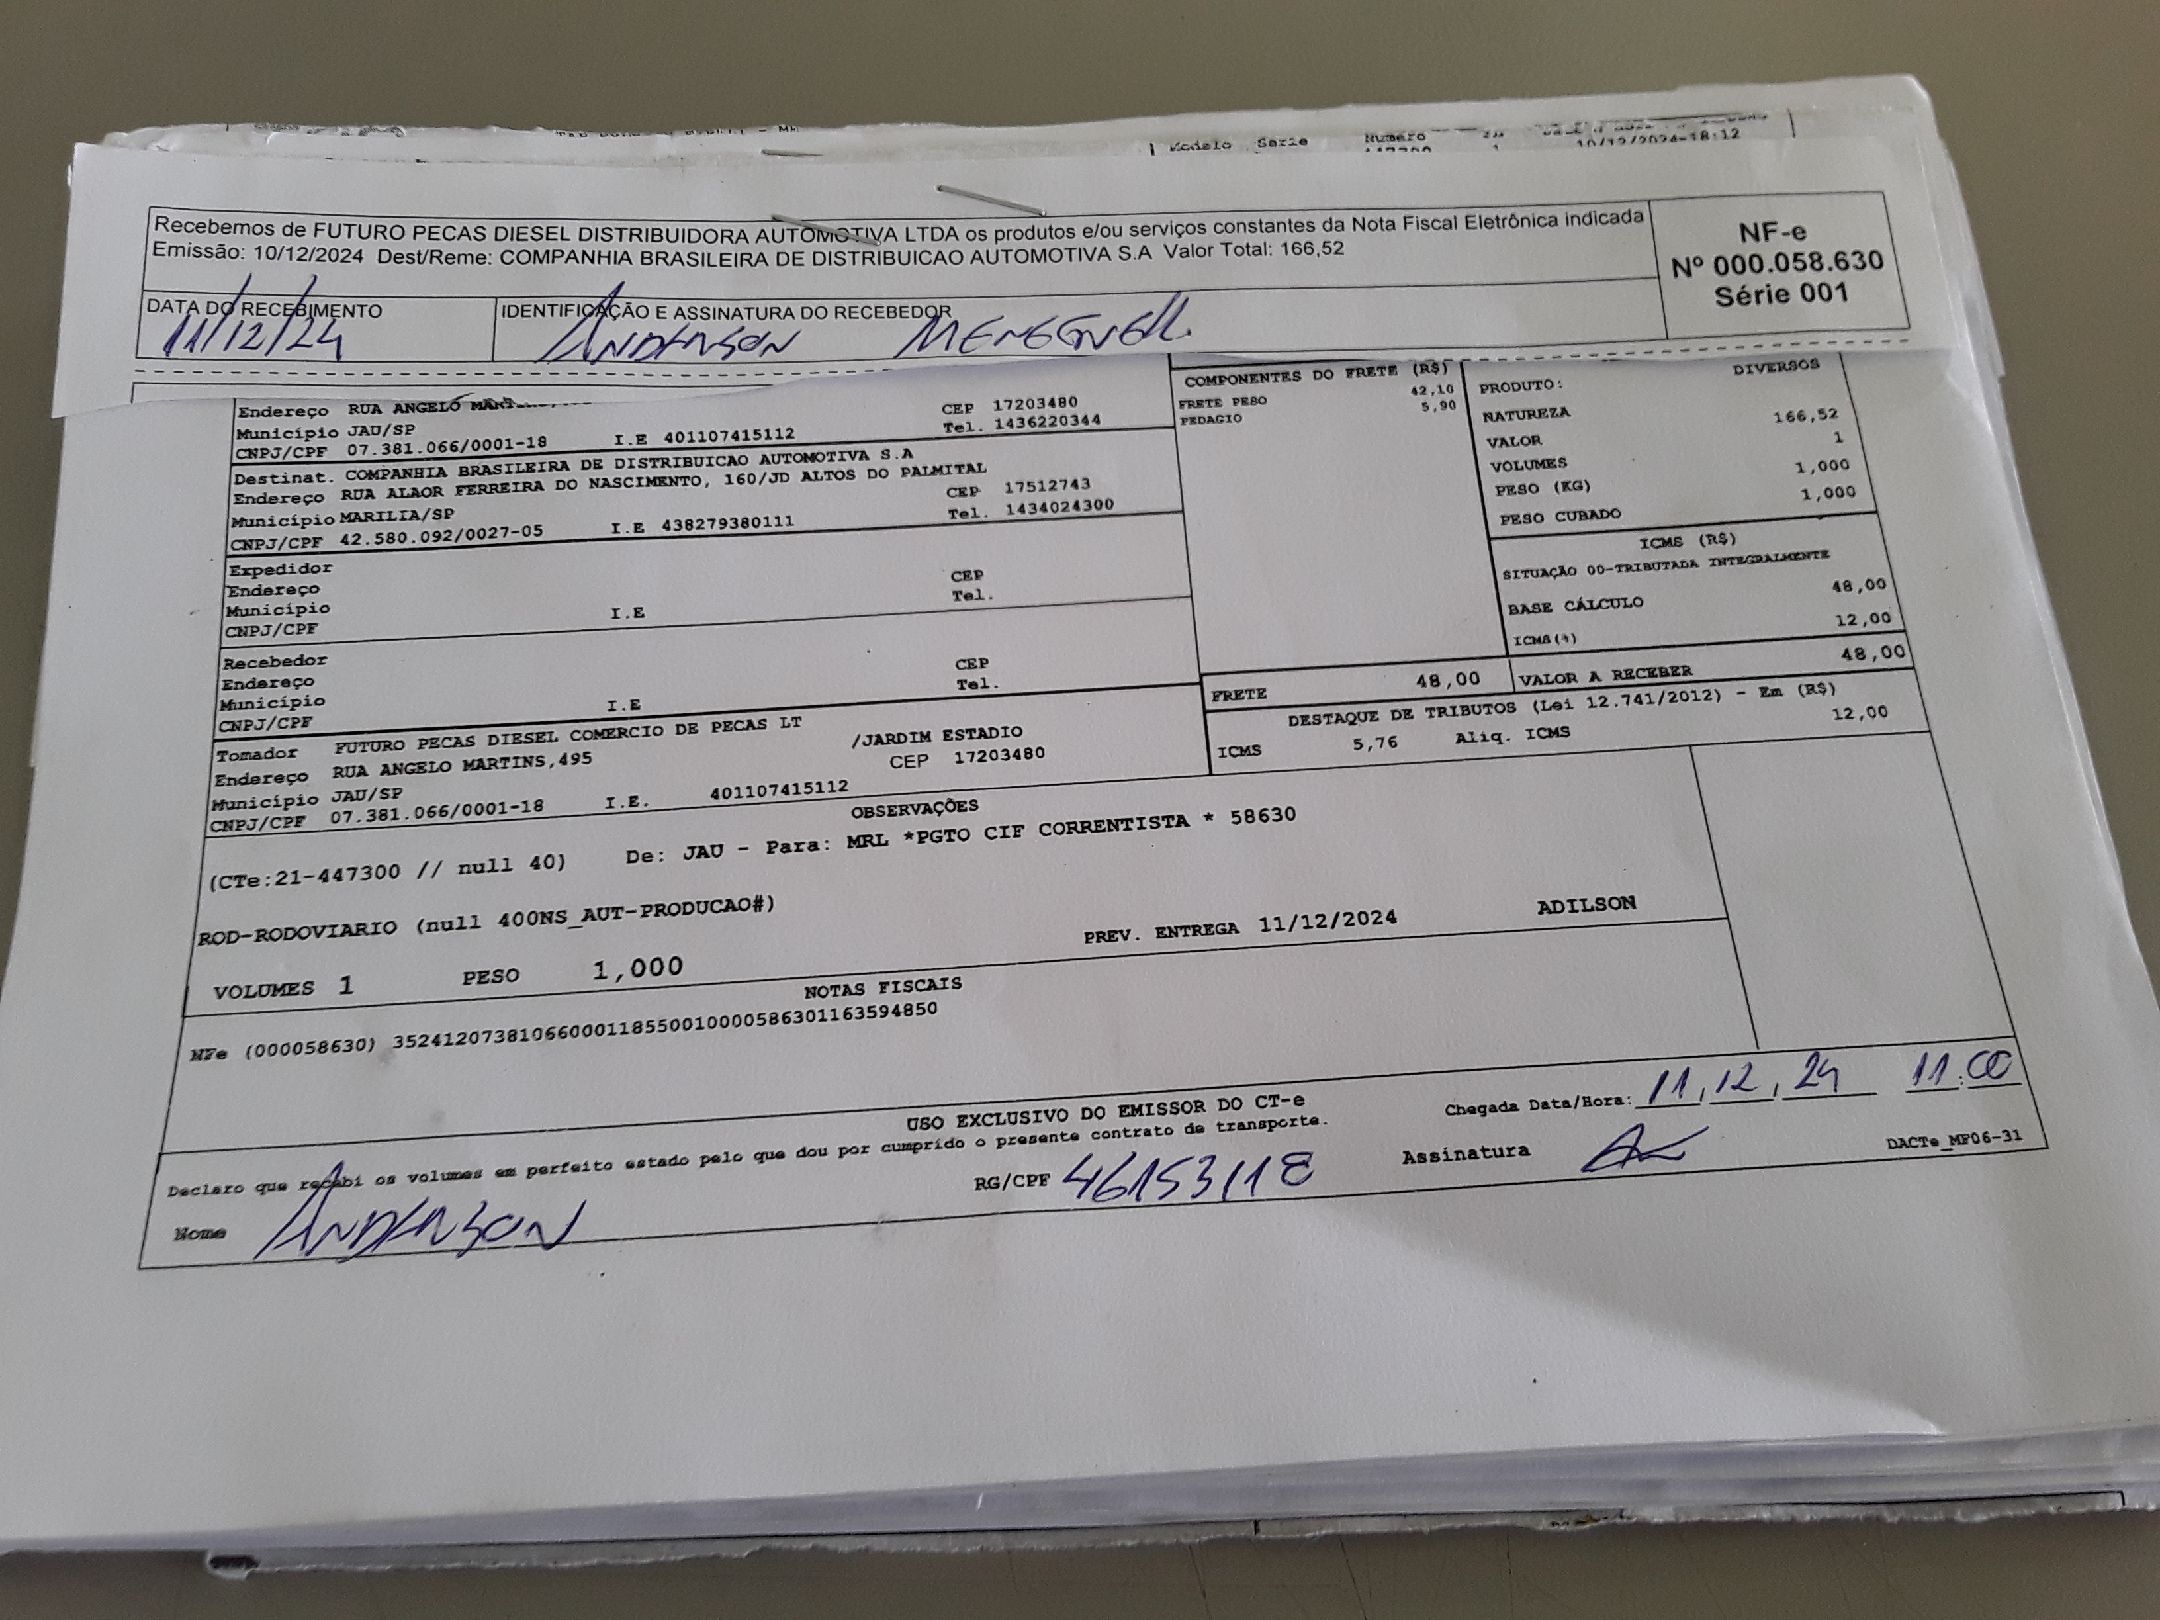 Modelo Serie Numero
10/12/2024-18:12
Recebemos de FUTURO PECAS DIESEL DISTRIBUIDORA AUTOMOTIVA LTDA os produtos e/ou serviços constantes da Nota Fiscal Eletrônica indicada
Emissão: 10/12/2024 Dest/Reme: COMPANHIA BRASILEIRA DE DISTRIBUICAO AUTOMOTIVA S.A Valor Total: 166,52
NF-e
Nº 000.058.630
Série 001
DATA DO RECEBIMENTO
11/12/24
IDENTIFICAÇÃO E ASSINATURA DO RECEBEDOR
ANDERSON
Endereço RUA ANGELO CEP 17203480
Município JAU/SP Tel. 1436220344
CNPJ/CPF 07.381.066/0001-18 I.E 401107415112
Destinat. COMPANHIA BRASILEIRA DE DISTRIBUICAO AUTOMOTIVA S.A
Endereço RUA ALAOR FERREIRA DO NASCIMENTO, 160/JD ALTOS DO PALMITAL
CEP 17512743
Município MARILIA/SP Tel. 1434024300
CNPJ/CPF 42.580.092/0027-05 I.E 438279380111
Expedidor
Endereço CEP
Município Tel.
CNPJ/CPF I.E
Recebedor
Endereço CEP
Município Tel.
CNPJ/CPF I.E
Tomador FUTURO PECAS DIESEL COMERCIO DE PECAS LT
Endereço RUA ANGELO MARTINS,495 /JARDIM ESTADIO
Município JAU/SP CEP 17203480
CNPJ/CPF 07.381.066/0001-18 I.E. 401107415112
COMPONENTES DO FRETE (R$)
FRETE PESO 42,10
PEDAGIO 5,90
PRODUTO: DIVERSOS
NATUREZA
VALOR 166,52
VOLUMES 1
PESO (KG) 1,000
PESO CUBADO 1,000
ICMS (R$)
SITUAÇÃO 00-TRIBUTADA INTEGRALMENTE
BASE CÁLCULO 48,00
ICMS(%) 12,00
FRETE 48,00
VALOR A RECEBER 48,00
DESTAQUE DE TRIBUTOS (Lei 12.741/2012) - Em (R$)
ICMS 5,76 Aliq. ICMS 12,00
OBSERVAÇÕES
(CTe:21-447300 // null 40) De: JAU - Para: MRL *PGTO CIF CORRENTISTA * 58630
ROD-RODOVIARIO (null 400NS_AUT-PRODUCAO#)
PREV. ENTREGA 11/12/2024 ADILSON
VOLUMES 1 PESO 1,000
NOTAS FISCAIS
NFe (000058630) 35241207381066000118550010000586301163594850
USO EXCLUSIVO DO EMISSOR DO CT-e
Declaro que recebi os volumes em perfeito estado pelo que dou por cumprido o presente contrato de transporte.
Chegada Data/Hora: 11,12,24 11:00
Nome ANDERSON RG/CPF 46153118 Assinatura
DACTe_MF06-31